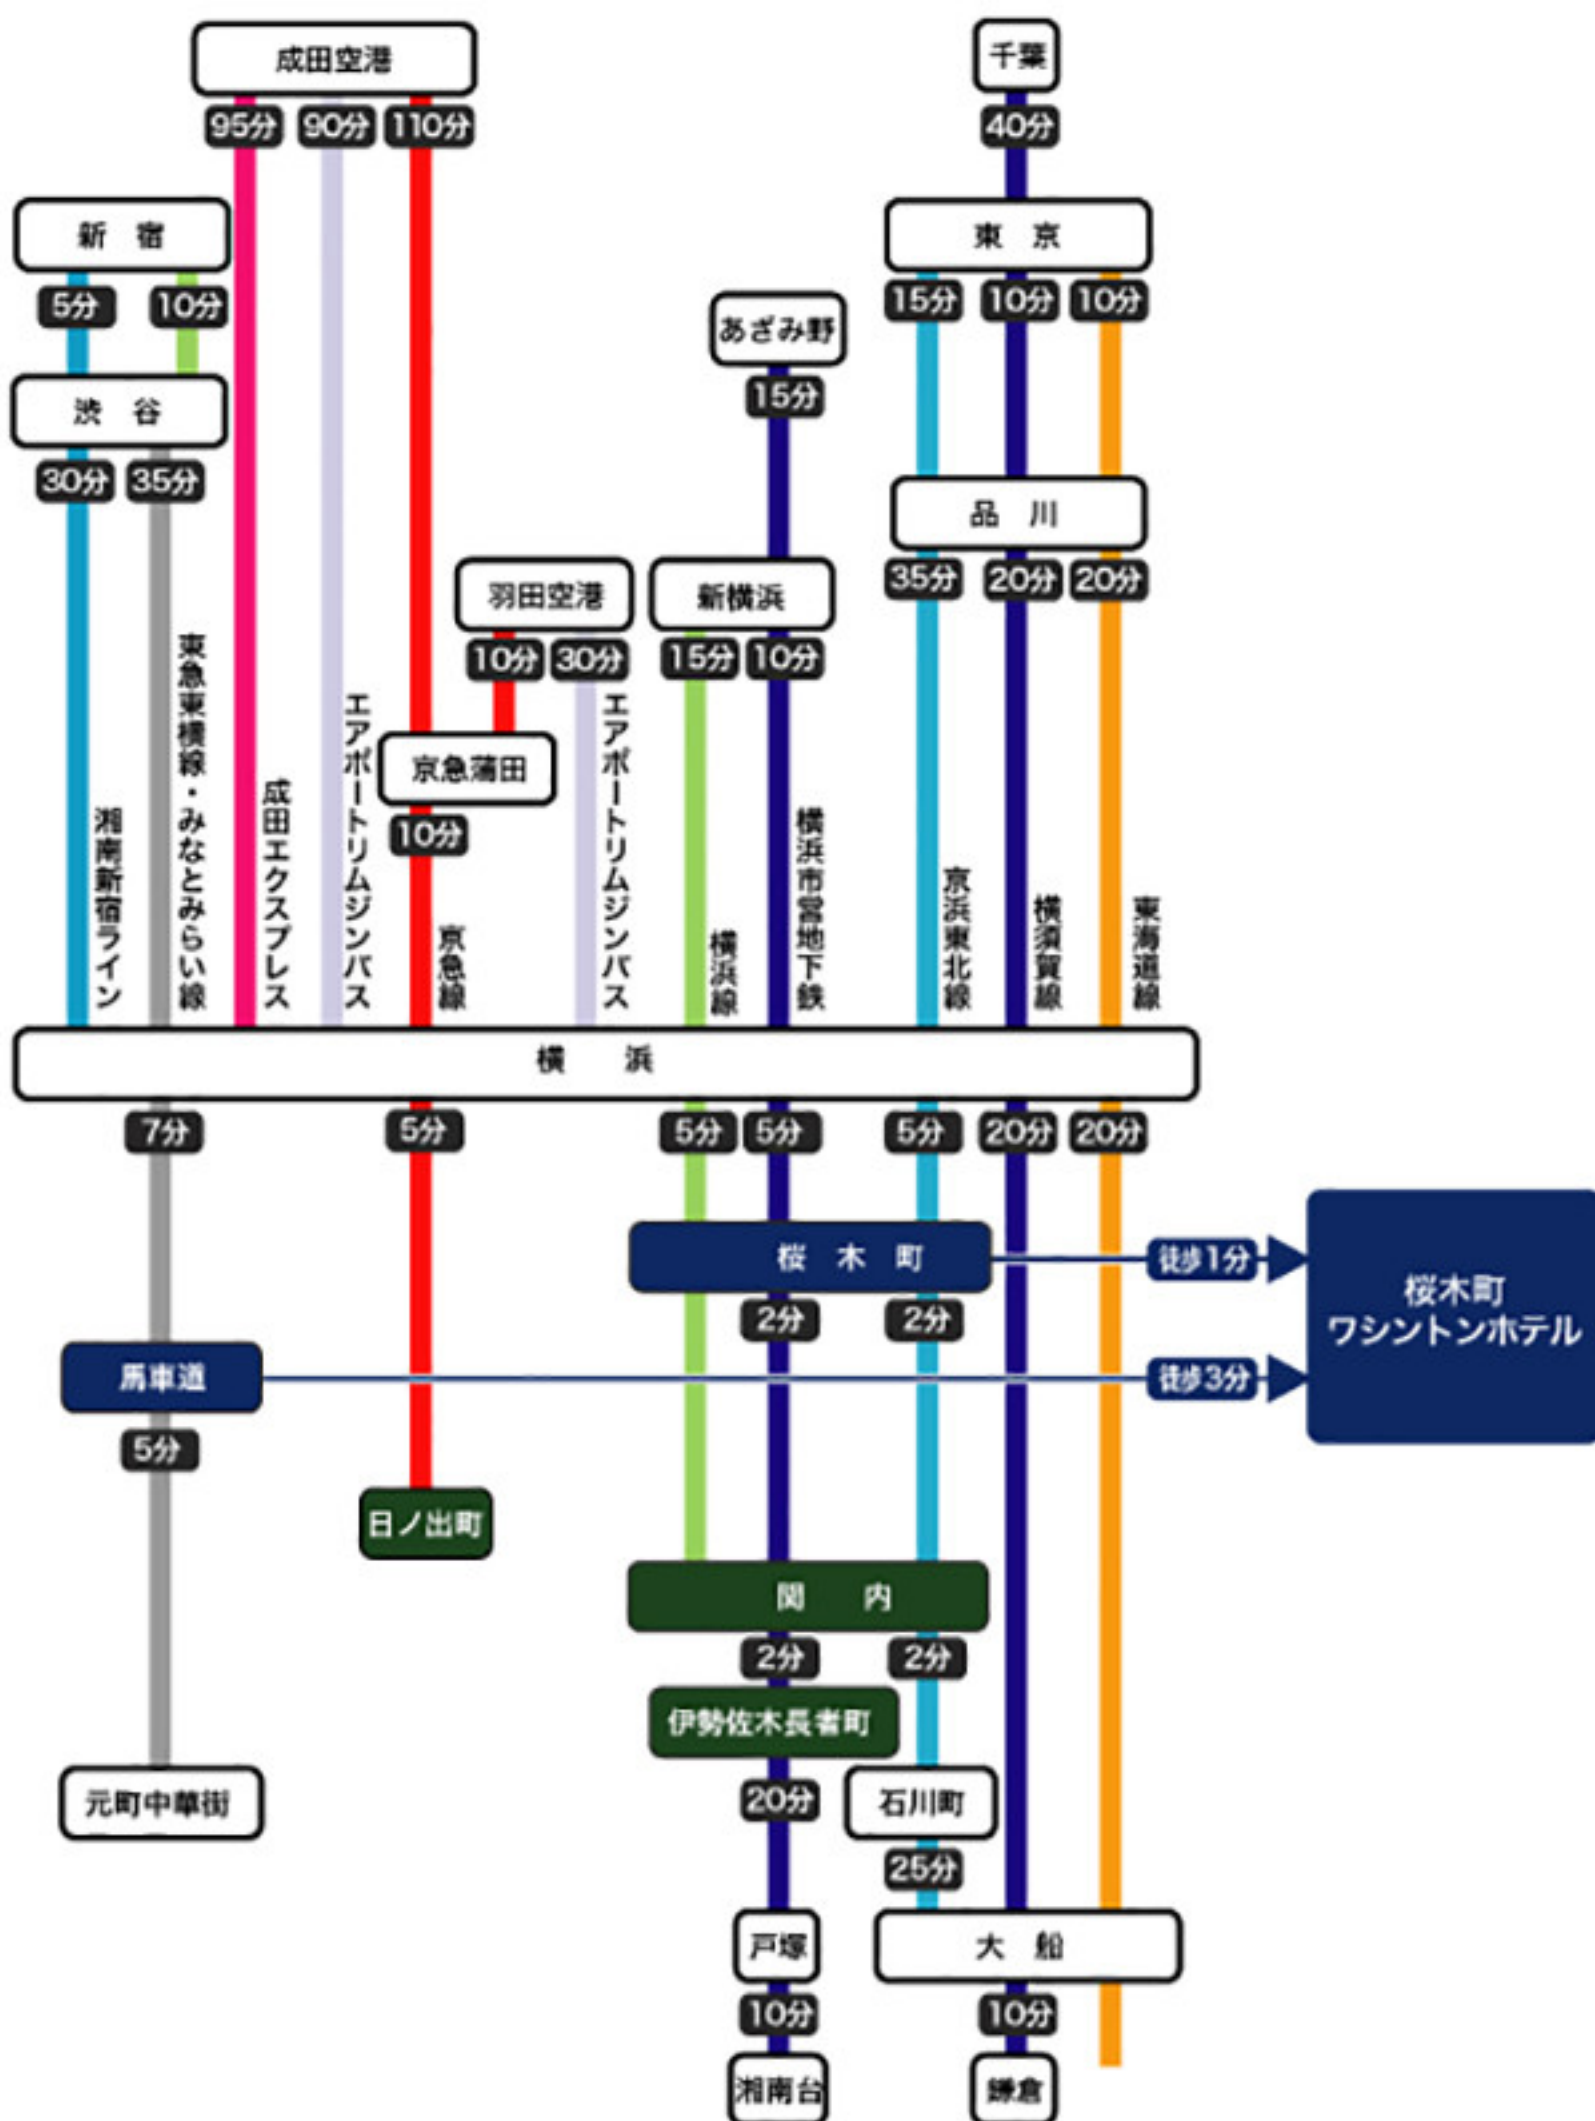 成田空港
千葉
95分
90分
110分
40分
新 宿
東 京
5分
10分
15分
10分
10分
あざみ野
渋 谷
15分
30分
35分
品 川
羽田空港
新横浜
35分
20分
20分
10分
30分
15分
10分
京急蒲田
10分
湘南新宿ライン
東急東横線・みなとみらい線
成田エクスプレス
エアポートリムジンバス
京急線
エアポートリムジンバス
横浜線
横浜市営地下鉄
京浜東北線
横須賀線
東海道線
横 浜
7分
5分
5分
5分
5分
20分
20分
桜 木 町
徒歩1分
桜木町
ワシントンホテル
2分
2分
馬車道
徒歩3分
5分
日ノ出町
関 内
2分
2分
伊勢佐木長者町
元町中華街
20分
石川町
25分
戸塚
大 船
10分
10分
湘南台
鎌倉